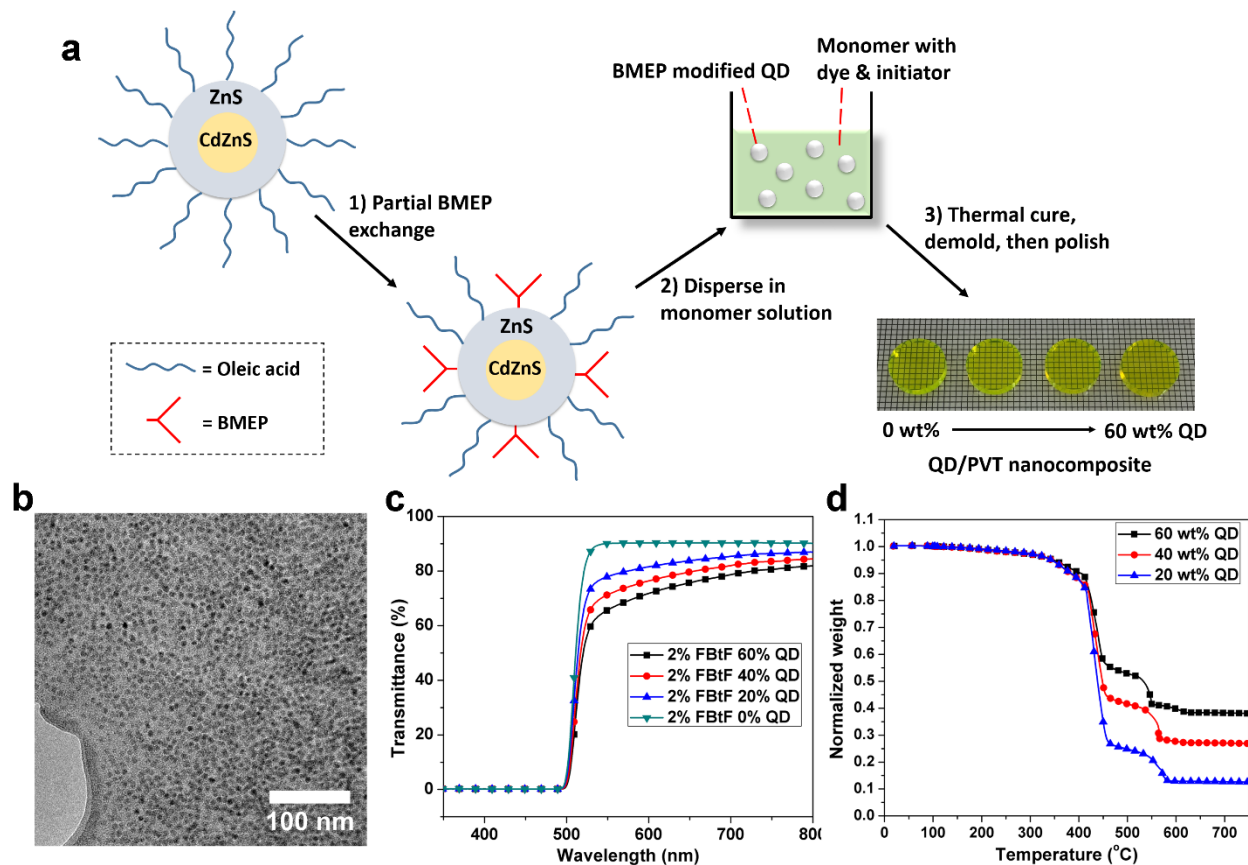 a
ZnS
CdZnS
1) Partial BMEP
exchange
BMEP modified QD
Monomer with
dye & initiator
2) Disperse in
monomer solution
3) Thermal cure,
demold, then polish
ZnS
CdZnS
= Oleic acid
= BMEP
0 wt%
60 wt% QD
QD/PVT nanocomposite
b
100 nm
c
Transmittance (%)
100
80
60
40
20
0
2% FBtF 60% QD
2% FBtF 40% QD
2% FBtF 20% QD
2% FBtF 0% QD
400
500
600
700
800
Wavelength (nm)
d
Normalized weight
1.1
1.0
0.9
0.8
0.7
0.6
0.5
0.4
0.3
0.2
0.1
0.0
60 wt% QD
40 wt% QD
20 wt% QD
0
100
200
300
400
500
600
700
Temperature (°C)